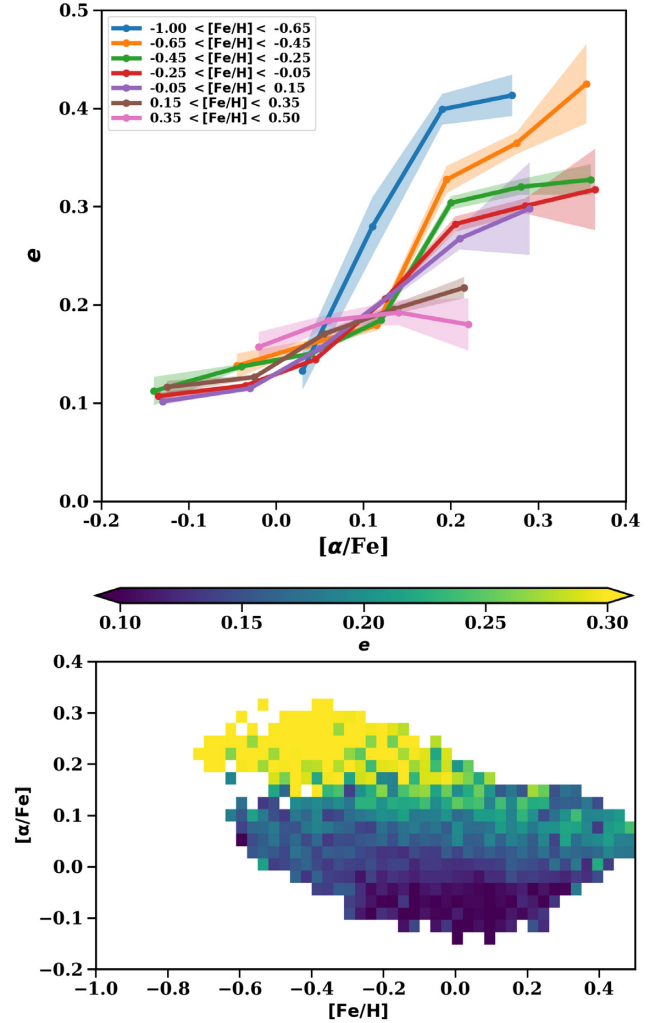 0.5
-1.00 < [Fe/H] < -0.65
-0.65 < [Fe/H] < -0.45
-0.45 < [Fe/H] < -0.25
-0.25 < [Fe/H] < -0.05
-0.05 < [Fe/H] < 0.15
0.15 < [Fe/H] < 0.35
0.35 < [Fe/H] < 0.50
0.4
0.3
e
0.2
0.1
0.0
-0.2 -0.1 0.0 0.1 0.2 0.3 0.4
[α/Fe]
0.10 0.15 0.20 0.25 0.30
e
0.4
0.3
0.2
[α/Fe]
0.1
0.0
−0.1
−0.2
−1.0 −0.8 −0.6 −0.4 −0.2 0.0 0.2 0.4
[Fe/H]